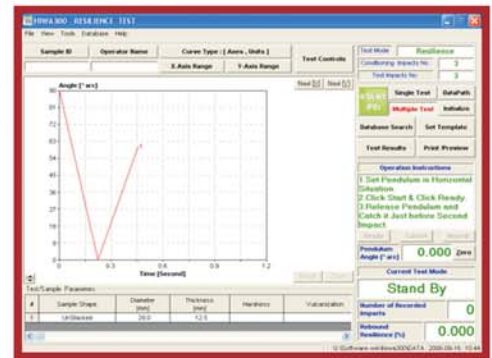 HIWA300 - RESILIENCE TEST
File View Tools Database Help
Sample ID Operator Name Curve Type : [ Axes , Units ] Test Controls
X-Axis Range Y-Axis Range
Angle [° arc]
90
81
72
63
54
45
36
27
18
9
0
0 0.3 0.6 0.9 1.2
Time [Second]
Test/Sample Parameters
# Sample Shape Diameter [mm] Thickness [mm] Hardness Vulcanization
1 UnStacked 28.0 12.5
Test Mode Resilience
Conditioning Impacts No. 3
Test Impacts No. 3
Single Test DataPath
Multiple Test Initialize
Database Search Set Template
Test Results Print Preview
Operation Instructions
1.Set Pendulum in Horizontal
Situation
2.Click Start & Click Ready
3.Release Pendulum and
Catch it Just before Second
Impact
Pendulum
Angle (° arc) 0.000 Zero
Current Test Mode
Stand By
Number of Recorded
Impacts 0
Rebound
Resilience (%) 0.000